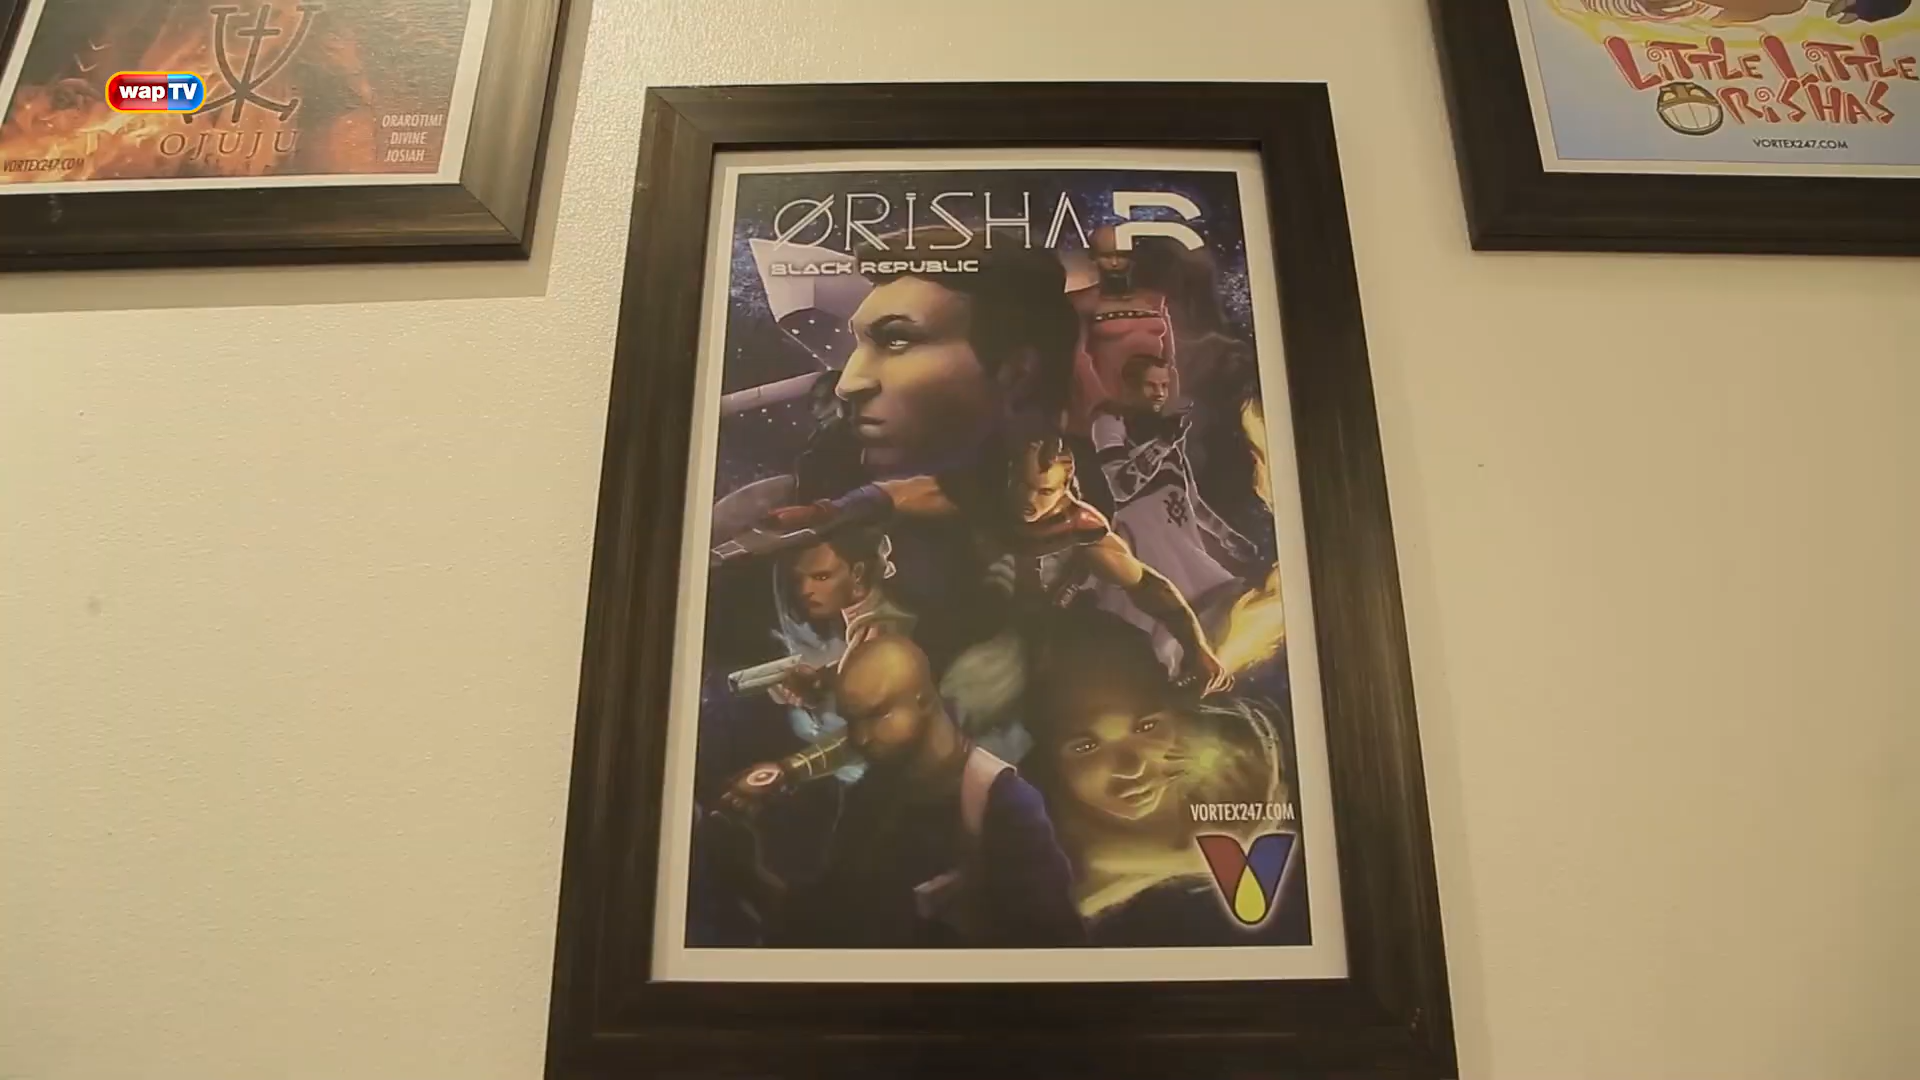 wapTV
OJUJU
ORAROTIMI
DIVINE
JOSIAH
VORTEX247.COM
LITTLE LITTLE
ORISHAS
VORTEX247.COM
ØRISHA R
BLACK REPUBLIC
VORTEX247.COM